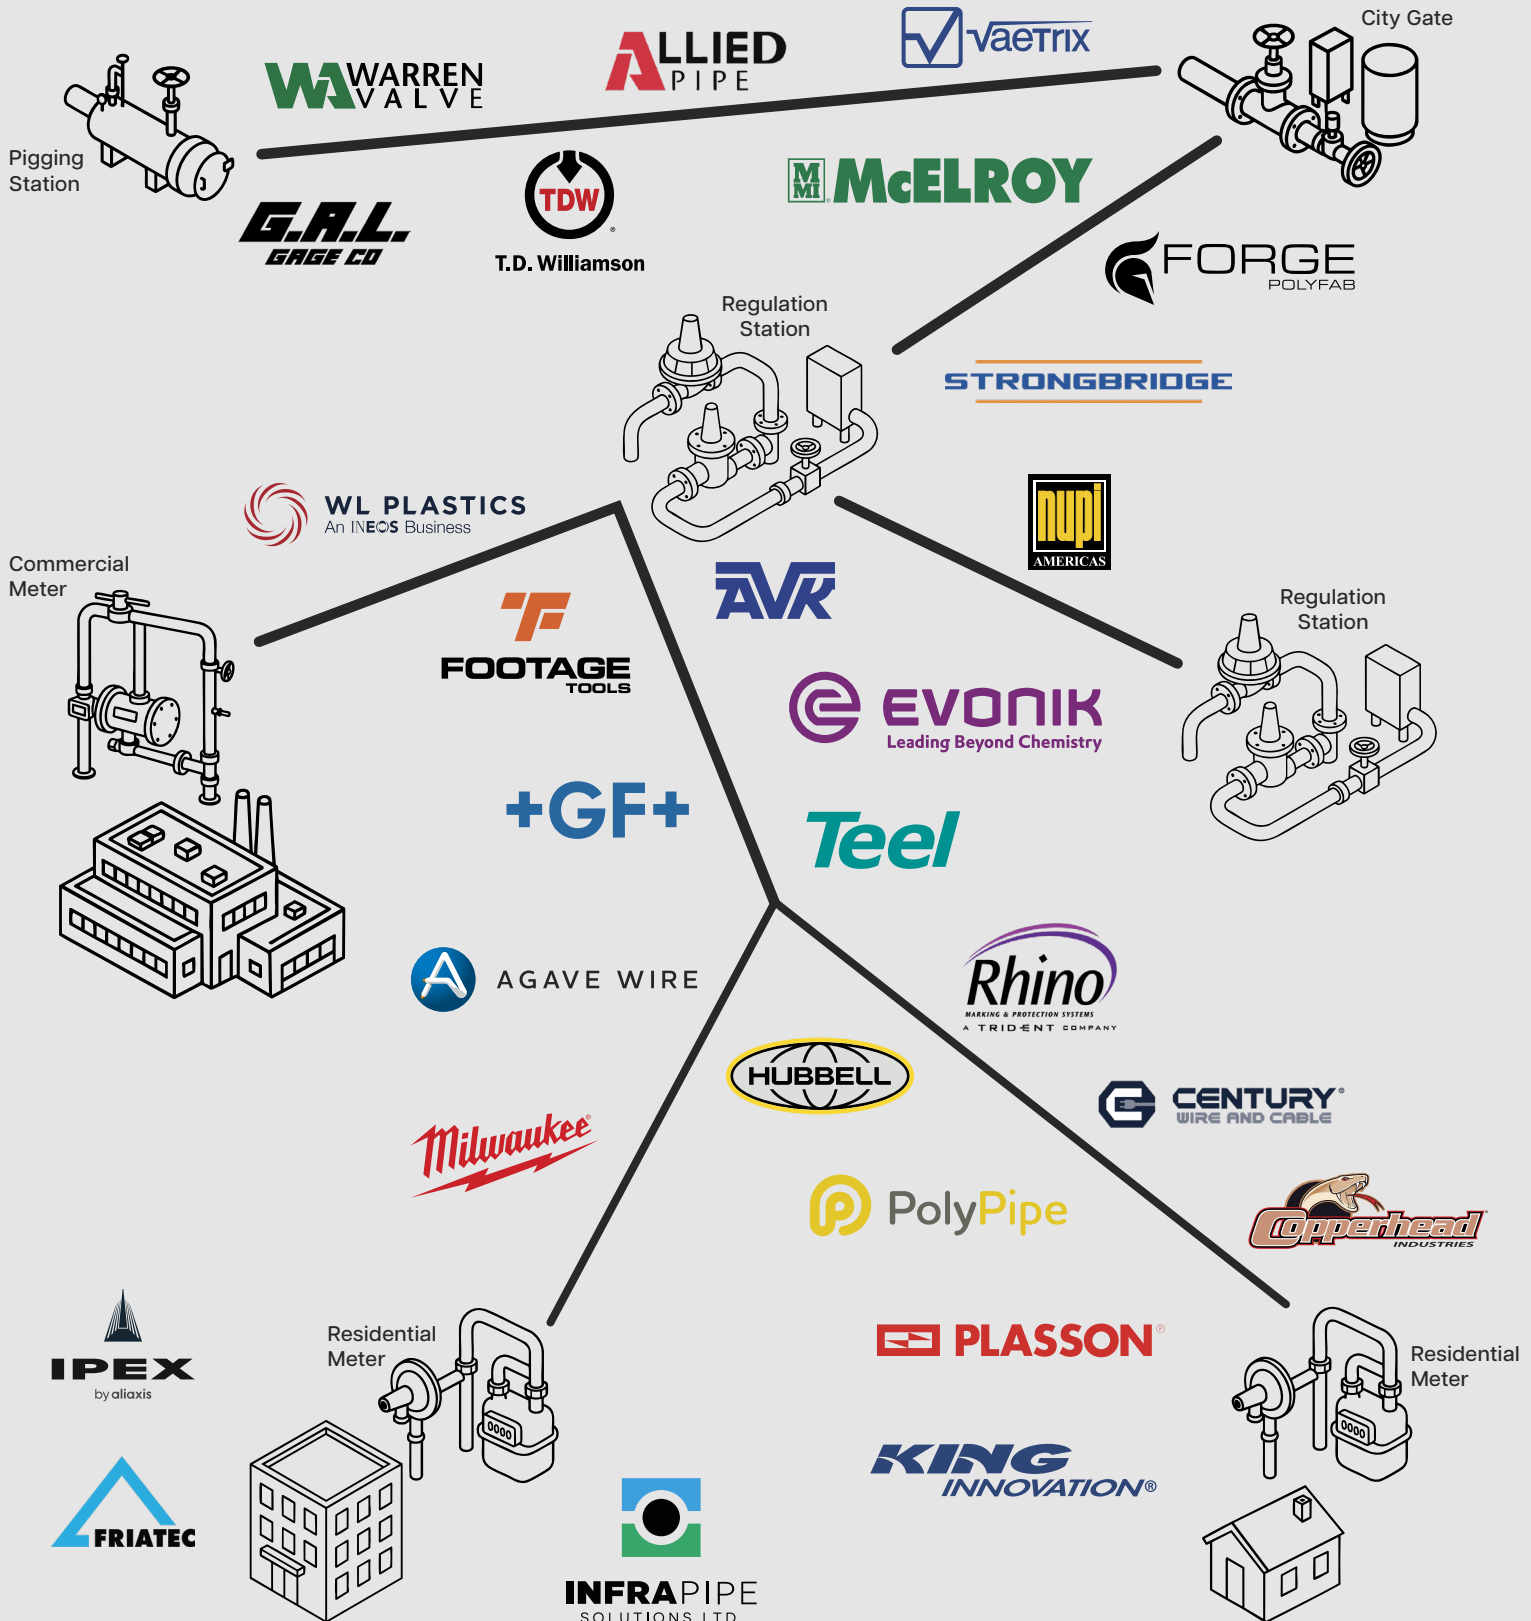 City Gate
WARREN
VALVE
ALLIED
PIPE
VAETRIX
Pigging
Station
MMI® McELROY
G.A.L.
GAGE CO
TDW®
T.D. Williamson
FORGE
POLYFAB
Regulation
Station
STRONGBRIDGE
WL PLASTICS
An INEOS Business
nupi
AMERICAS
Commercial
Meter
AVK
Regulation
Station
FOOTAGE
TOOLS
EVONIK
Leading Beyond Chemistry
+GF+
Teel
AGAVE WIRE
Rhino
MARKING & PROTECTION SYSTEMS
A TRIDENT COMPANY
HUBBELL
CENTURY®
WIRE AND CABLE
Milwaukee®
PolyPipe
Copperhead
INDUSTRIES
IPEX
by aliaxis
Residential
Meter
PLASSON®
Residential
Meter
KING
INNOVATION®
FRIATEC
INFRAPIPE
SOLUTIONS LTD